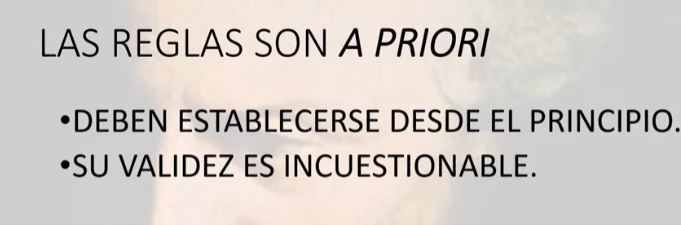 LAS REGLAS SON A PRIORI
•DEBEN ESTABLECERSE DESDE EL PRINCIPIO.
•SU VALIDEZ ES INCUESTIONABLE.